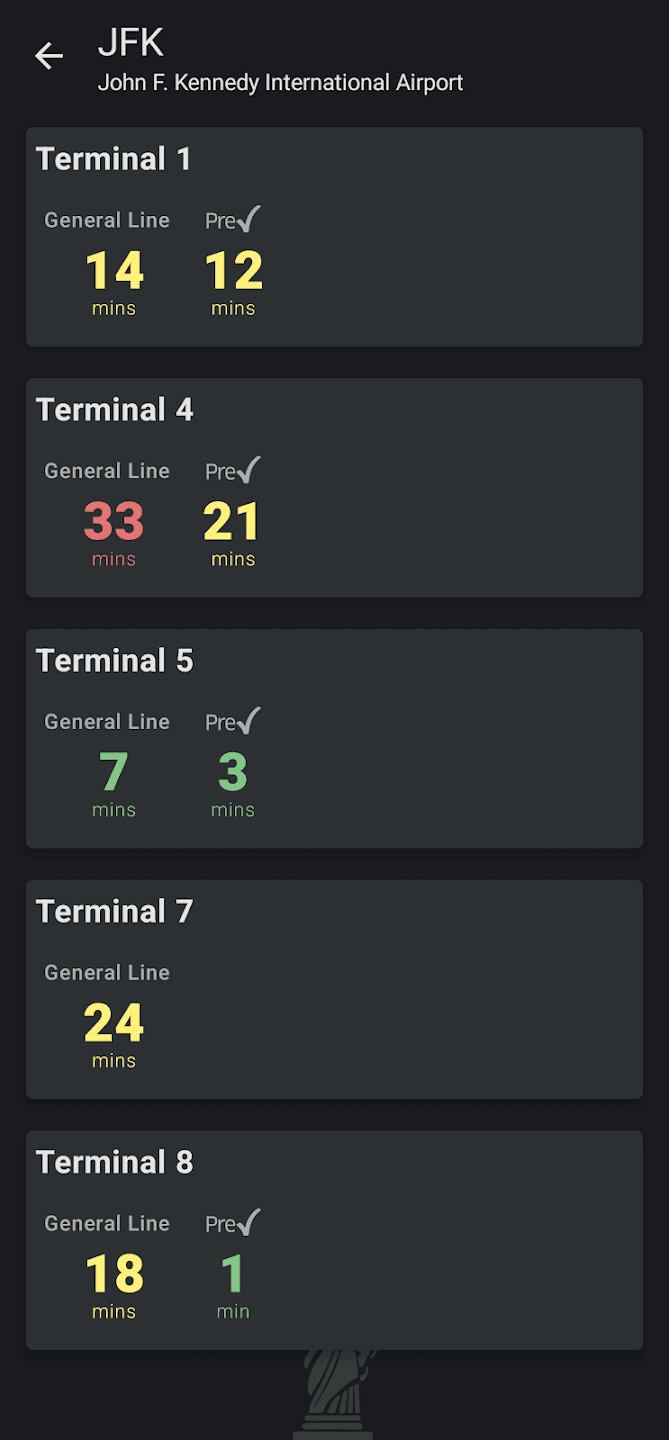 JFK
John F. Kennedy International Airport
Terminal 1
General Line Pre✓
14 12
mins mins
Terminal 4
General Line Pre✓
33 21
mins mins
Terminal 5
General Line Pre✓
7 3
mins mins
Terminal 7
General Line
24
mins
Terminal 8
General Line Pre✓
18 1
mins min